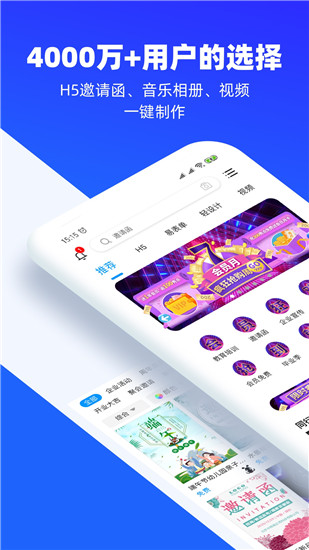 4000万+用户的选择
H5邀请函、音乐相册、视频
一键制作
15:15
邀请函
推荐
H5
易表单
轻设计
视频
7
会员月
疯狂抢购
教育培训
邀请函
企业宣传
会员免费
招聘
毕业季
全部
企业活动
开业大吉
聚会邀请
综合
端午
端午节幼儿园亲子
免费
邀请函
INVITATION